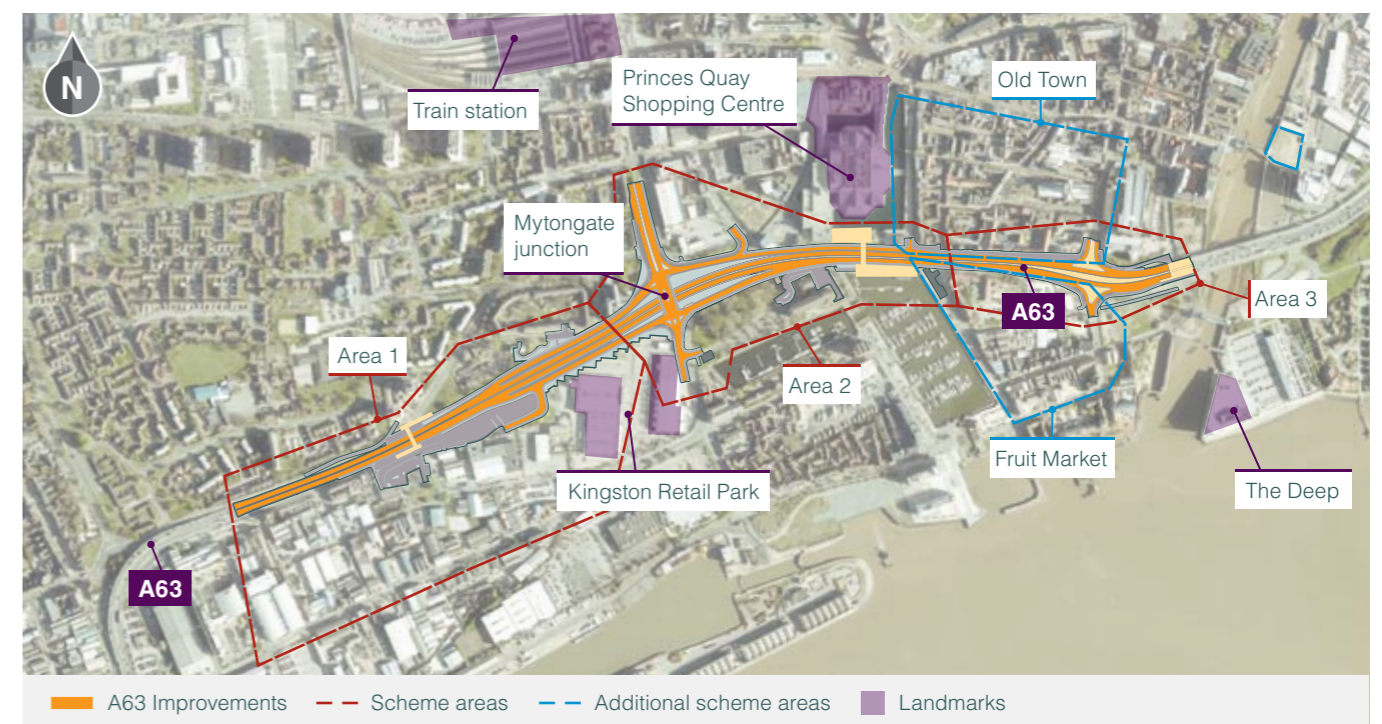 N
Train station
Princes Quay
Shopping Centre
Old Town
Mytongate
junction
A63
Area 3
Area 1
Area 2
Fruit Market
Kingston Retail Park
The Deep
A63
A63 Improvements
Scheme areas
Additional scheme areas
Landmarks